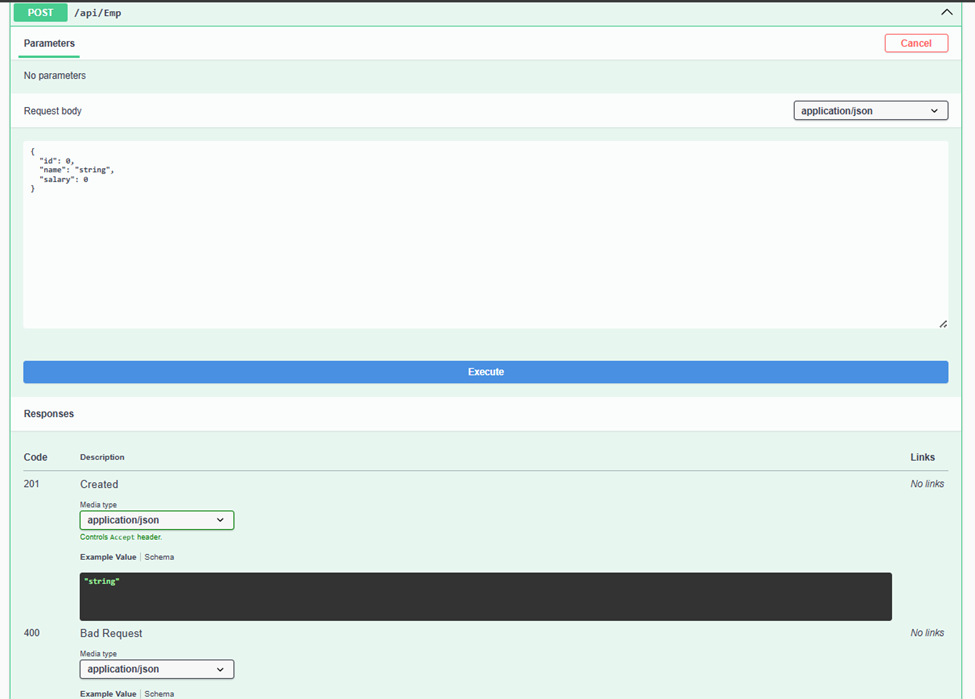 POST /api/Emp
Parameters Cancel
No parameters
Request body application/json
{
"id": 0,
"name": "string",
"salary": 0
}
Execute
Responses
Code Description Links
201 Created No links
Media type
application/json
Controls Accept header.
Example Value | Schema
"string"
400 Bad Request No links
Media type
application/json
Example Value | Schema